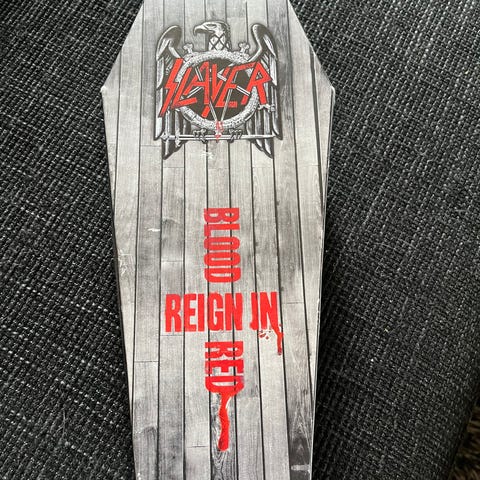 SLAYER
BLOOD
REIGN IN
RED